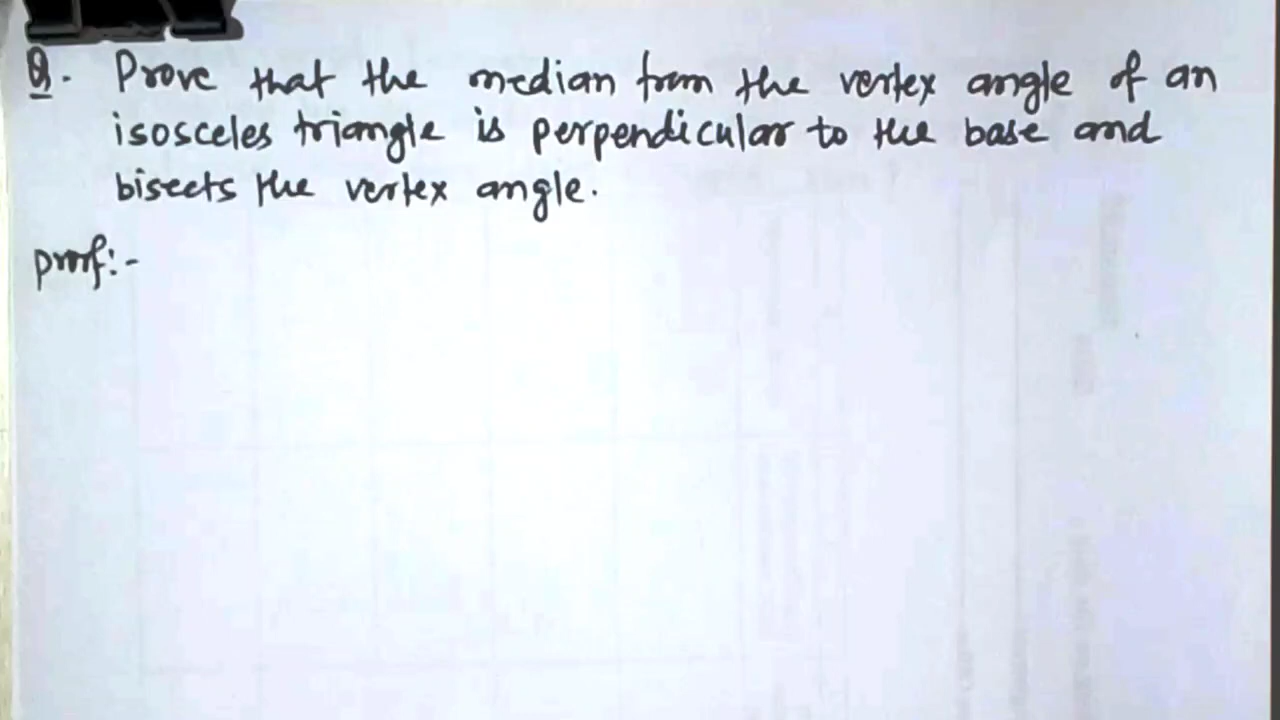 Q. Prove that the median from the vertex angle of an
isosceles triangle is perpendicular to the base and
bisects the vertex angle.
proof:-